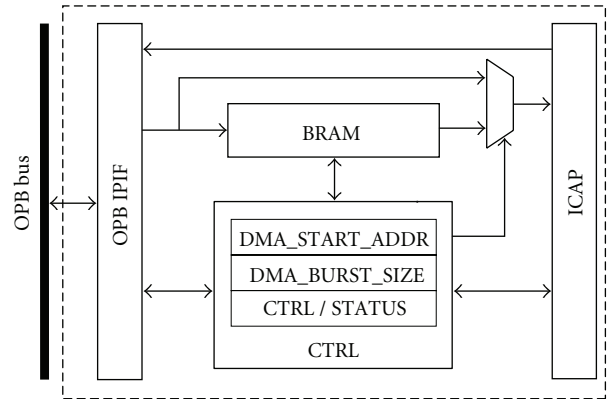 OPB bus
OPB IPIF
BRAM
DMA_START_ADDR
DMA_BURST_SIZE
CTRL / STATUS
CTRL
ICAP